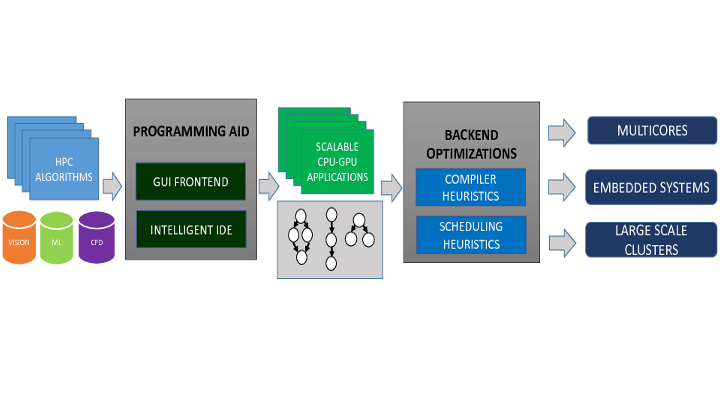 HPC
ALGORITHMS
VISION
ML
CFD
PROGRAMMING AID
GUI FRONTEND
INTELLIGENT IDE
SCALABLE
CPU-GPU
APPLICATIONS
BACKEND
OPTIMIZATIONS
COMPILER
HEURISTICS
SCHEDULING
HEURISTICS
MULTICORES
EMBEDDED SYSTEMS
LARGE SCALE
CLUSTERS